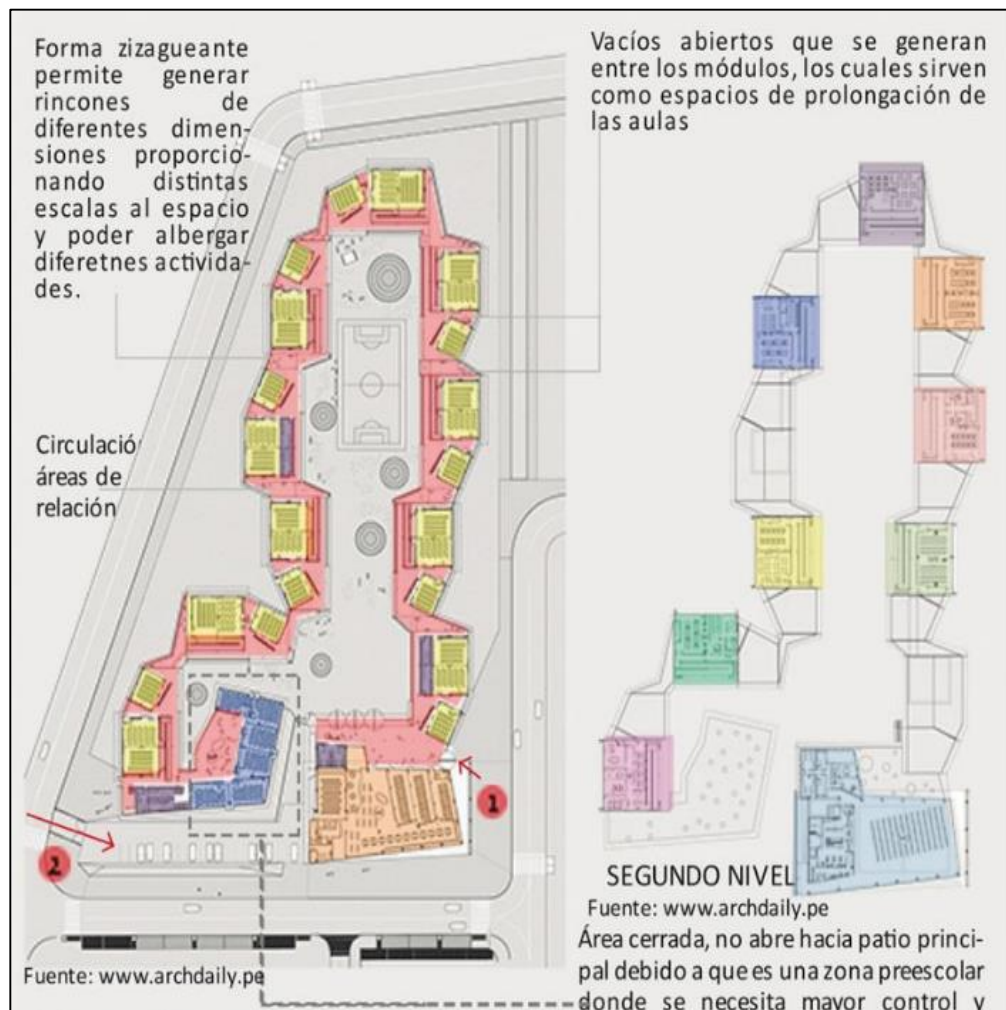 Forma zizagueante
permite generar
rincones de
diferentes dimen-
siones proporcio-
nando distintas
escalas al espacio
y poder albergar
diferetnes activida-
des.
Vacíos abiertos que se generan
entre los módulos, los cuales sirven
como espacios de prolongación de
las aulas
Circulació
áreas de
relación
1
2
SEGUNDO NIVEL
Fuente: www.archdaily.pe
Fuente: www.archdaily.pe
Área cerrada, no abre hacia patio princi-
pal debido a que es una zona preescolar
donde se necesita mayor control y